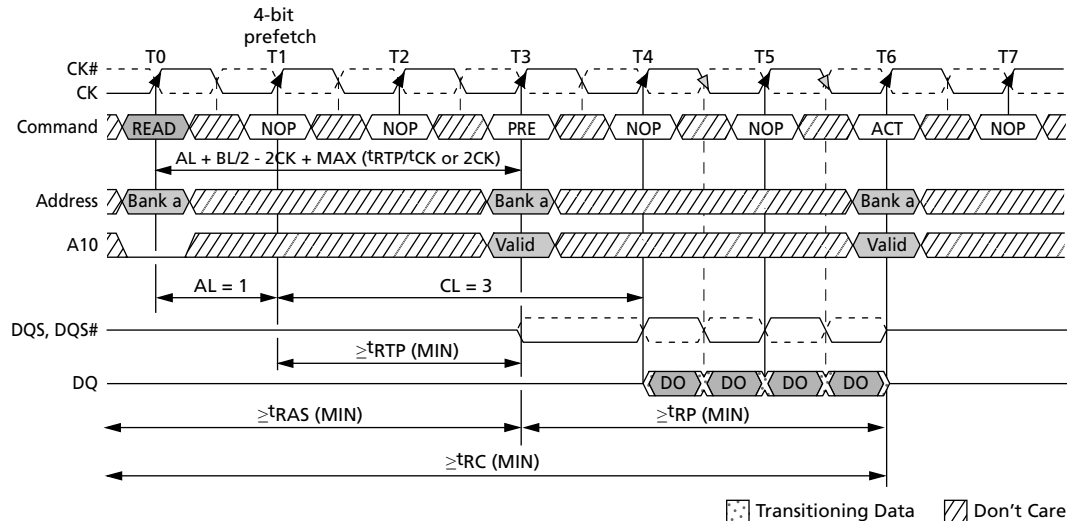 4-bit
prefetch
T0 T1 T2 T3 T4 T5 T6 T7
CK#
CK
Command READ NOP NOP PRE NOP NOP ACT NOP
AL + BL/2 - 2CK + MAX (tRTP/tCK or 2CK)
Address Bank a Bank a Bank a
A10 Valid Valid
AL = 1 CL = 3
DQS, DQS#
≥tRTP (MIN)
DQ DO DO DO DO
≥tRAS (MIN) ≥tRP (MIN)
≥tRC (MIN)
Transitioning Data Don't Care